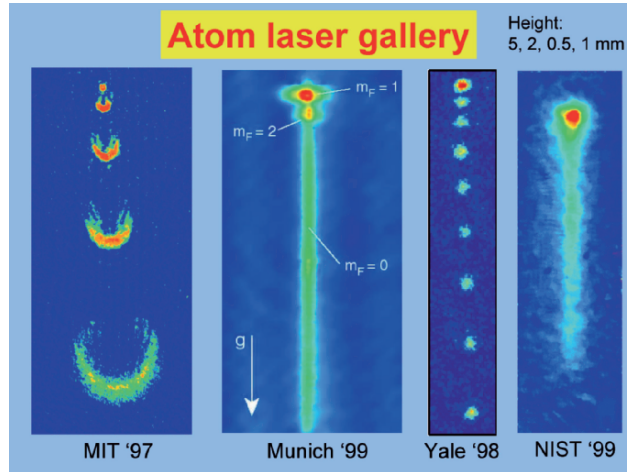 Atom laser gallery
Height:
5, 2, 0.5, 1 mm
m_F = 1
m_F = 2
m_F = 0
g
MIT ‘97
Munich ‘99
Yale ‘98
NIST ‘99